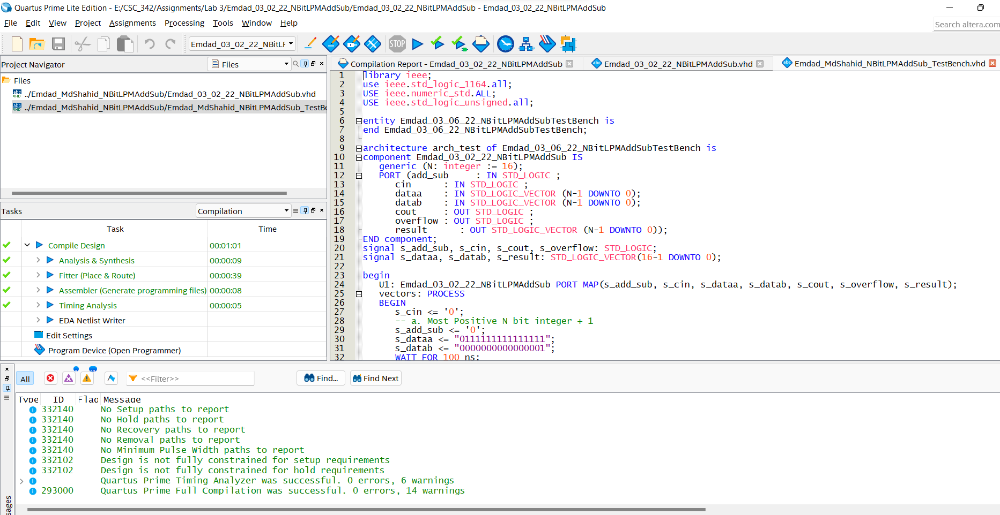 Quartus Prime Lite Edition - E:/CSC_342/Assignments/Lab 3/Emdad_03_02_22_NBitLPMAddSub/Emdad_03_02_22_NBitLPMAddSub - Emdad_03_02_22_NBitLPMAddSub
File Edit View Project Assignments Processing Tools Window Help
Search altera.com
Emdad_03_02_22_NBitLF
STOP
Project Navigator
Files
Files
../Emdad_MdShahid_NBitLPMAddSub/Emdad_03_02_22_NBitLPMAddSub.vhd
../Emdad_MdShahid_NBitLPMAddSub/Emdad_MdShahid_NBitLPMAddSub_TestBe
Tasks
Compilation
Task Time
Compile Design 00:01:01
Analysis & Synthesis 00:00:09
Fitter (Place & Route) 00:00:39
Assembler (Generate programming files) 00:00:08
Timing Analysis 00:00:05
EDA Netlist Writer
Edit Settings
Program Device (Open Programmer)
Compilation Report - Emdad_03_02_22_NBitLPMAddSub
Emdad_03_02_22_NBitLPMAddSub.vhd
Emdad_MdShahid_NBitLPMAddSub_TestBench.vhd
1 library ieee;
2 use ieee.std_logic_1164.all;
3 USE ieee.numeric_std.ALL;
4 USE ieee.std_logic_unsigned.all;
5
6 entity Emdad_03_06_22_NBitLPMAddSubTestBench is
7 end Emdad_03_06_22_NBitLPMAddSubTestBench;
8
9 architecture arch_test of Emdad_03_06_22_NBitLPMAddSubTestBench is
10 component Emdad_03_02_22_NBitLPMAddSub IS
11 generic (N: integer := 16);
12 PORT (add_sub : IN STD_LOGIC ;
13 cin : IN STD_LOGIC ;
14 dataa : IN STD_LOGIC_VECTOR (N-1 DOWNTO 0);
15 datab : IN STD_LOGIC_VECTOR (N-1 DOWNTO 0);
16 cout : OUT STD_LOGIC ;
17 overflow : OUT STD_LOGIC ;
18 result : OUT STD_LOGIC_VECTOR (N-1 DOWNTO 0));
19 END component;
20 signal s_add_sub, s_cin, s_cout, s_overflow: STD_LOGIC;
21 signal s_dataa, s_datab, s_result: STD_LOGIC_VECTOR(16-1 DOWNTO 0);
22
23 begin
24 U1: Emdad_03_02_22_NBitLPMAddSub PORT MAP(s_add_sub, s_cin, s_dataa, s_datab, s_cout, s_overflow, s_result);
25 vectors: PROCESS
26 BEGIN
27 s_cin <= '0';
28 -- a. Most Positive N bit integer + 1
29 s_add_sub <= '0';
30 s_dataa <= "0111111111111111";
31 s_datab <= "0000000000000001";
32 WAIT FOR 100 ns;
All
<<Filter>>
Find...
Find Next
Type ID Flag Message
332140 No Setup paths to report
332140 No Hold paths to report
332140 No Recovery paths to report
332140 No Removal paths to report
332140 No Minimum Pulse Width paths to report
332102 Design is not fully constrained for setup requirements
332102 Design is not fully constrained for hold requirements
Quartus Prime Timing Analyzer was successful. 0 errors, 6 warnings
293000 Quartus Prime Full Compilation was successful. 0 errors, 14 warnings
sages